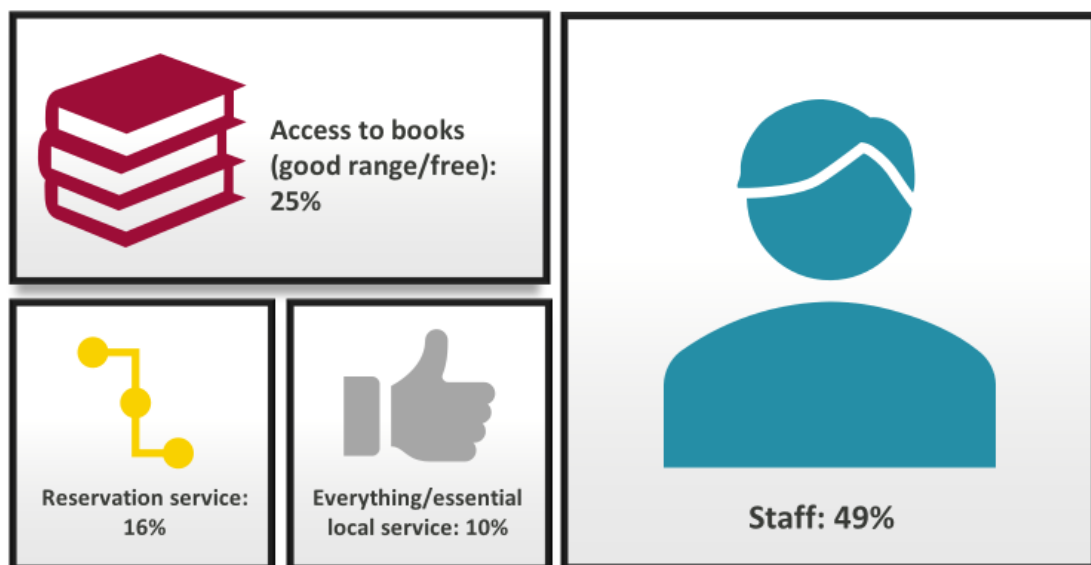 Access to books
(good range/free):
25%
Reservation service:
16%
Everything/essential
local service: 10%
Staff: 49%